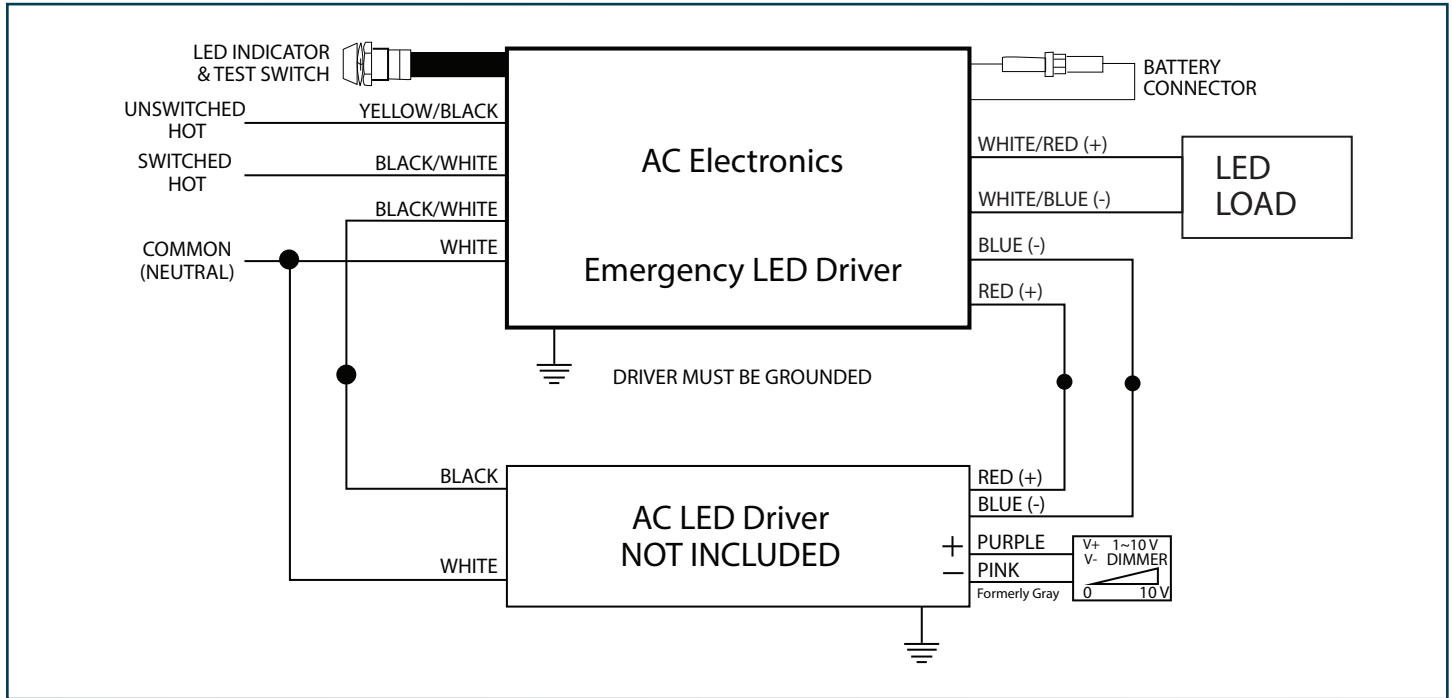 LED INDICATOR
& TEST SWITCH
UNSWITCHED
HOT
YELLOW/BLACK
SWITCHED
HOT
BLACK/WHITE
BLACK/WHITE
COMMON
(NEUTRAL)
WHITE
AC Electronics
Emergency LED Driver
BATTERY
CONNECTOR
WHITE/RED (+)
WHITE/BLUE (-)
LED
LOAD
BLUE (-)
RED (+)
DRIVER MUST BE GROUNDED
BLACK
WHITE
AC LED Driver
NOT INCLUDED
RED (+)
BLUE (-)
+ PURPLE
— PINK
Formerly Gray
V+ 1~10 V
V- DIMMER
0 10 V